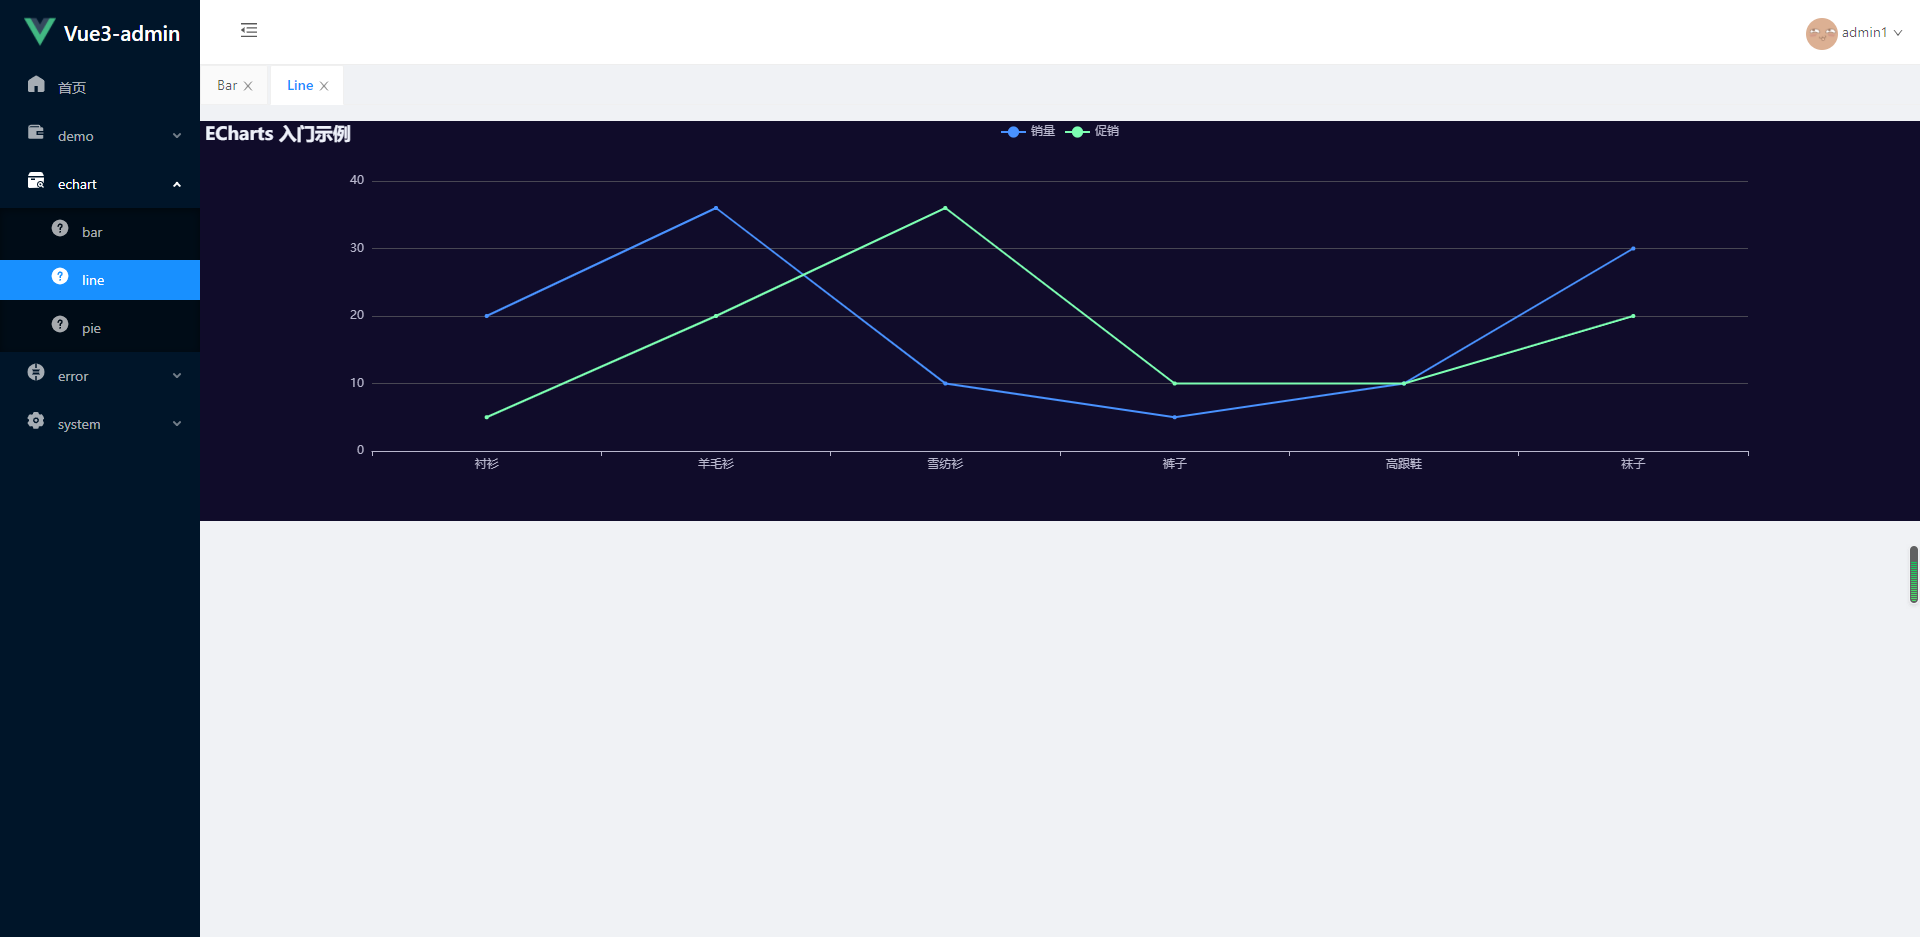 Vue3-admin
首页
demo
echart
bar
line
pie
error
system
admin1
Bar
Line
ECharts 入门示例
销量 促销
40
30
20
10
0
衬衫 羊毛衫 雪纺衫 裤子 高跟鞋 袜子